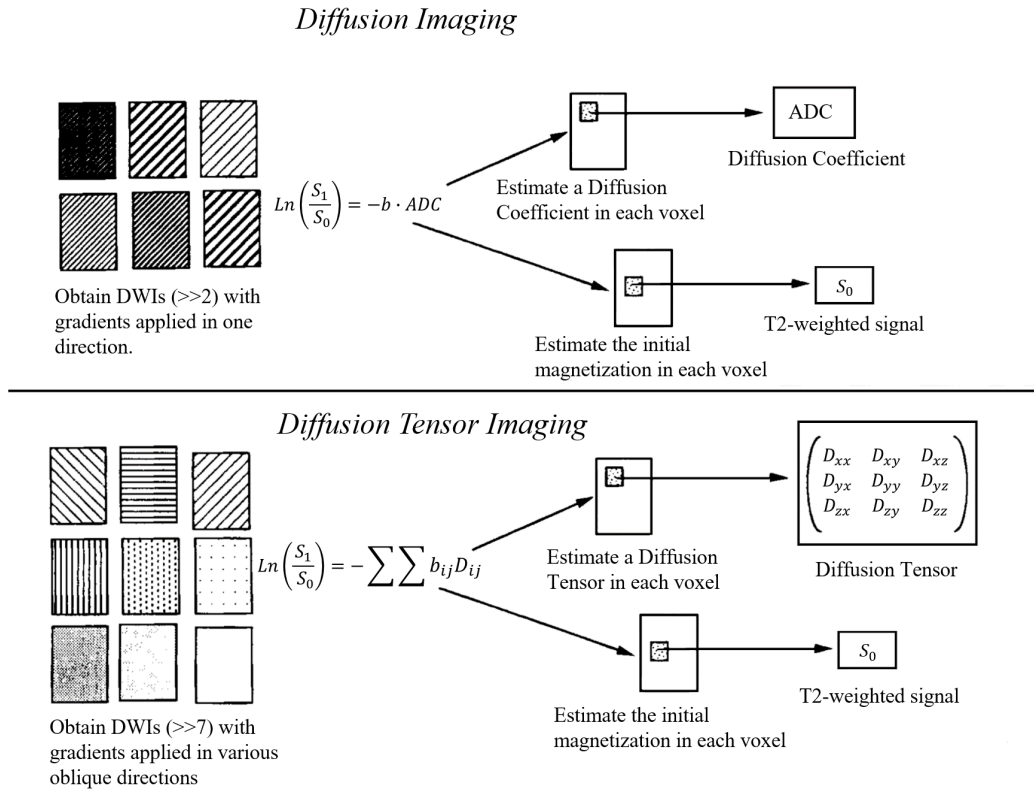 Diffusion Imaging
Ln(S₁/S₀) = −b · ADC
Obtain DWIs (>>2) with
gradients applied in one
direction.
Estimate a Diffusion
Coefficient in each voxel
ADC
Diffusion Coefficient
Estimate the initial
magnetization in each voxel
S₀
T2-weighted signal
Diffusion Tensor Imaging
Ln(S₁/S₀) = −∑∑ bᵢⱼDᵢⱼ
Obtain DWIs (>>7) with
gradients applied in various
oblique directions
Estimate a Diffusion
Tensor in each voxel
Dxx Dxy Dxz
Dyx Dyy Dyz
Dzx Dzy Dzz
Diffusion Tensor
Estimate the initial
magnetization in each voxel
S₀
T2-weighted signal